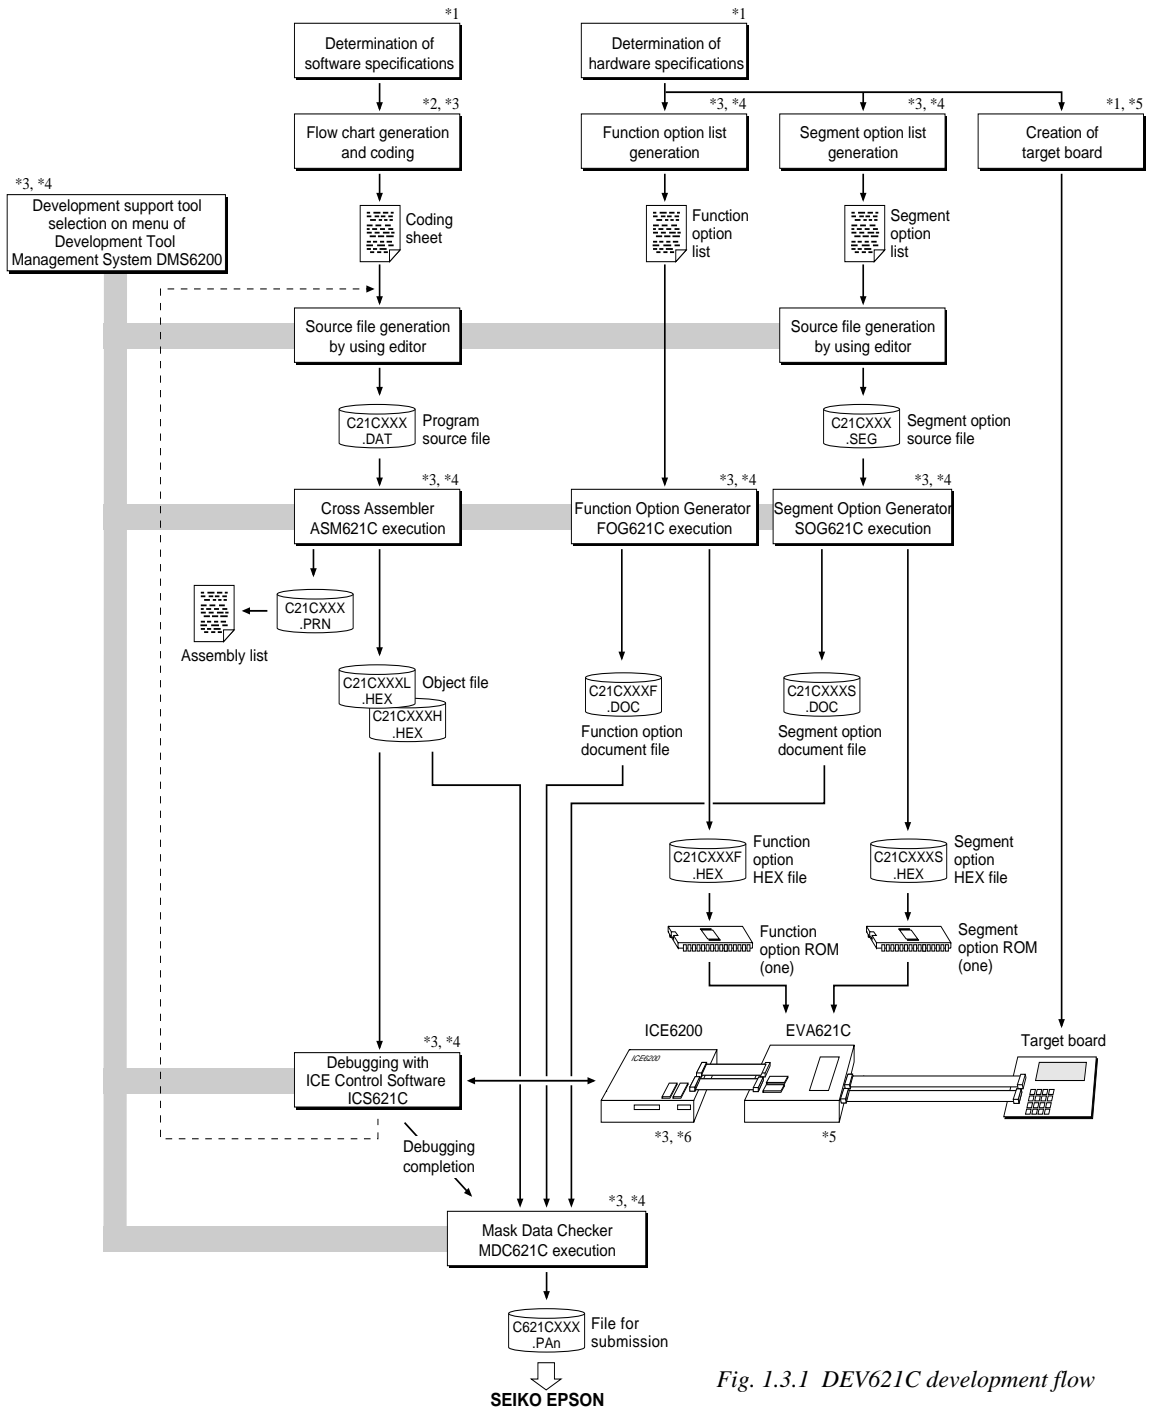 *1
Determination of
software specifications
*1
Determination of
hardware specifications
*2, *3
Flow chart generation
and coding
*3, *4
Function option list
generation
*3, *4
Segment option list
generation
*1, *5
Creation of
target board
*3, *4
Development support tool
selection on menu of
Development Tool
Management System DMS6200
Coding
sheet
Function
option
list
Segment
option
list
Source file generation
by using editor
Source file generation
by using editor
C21CXXX
.DAT
Program
source file
C21CXXX
.SEG
Segment option
source file
*3, *4
Cross Assembler
ASM621C execution
*3, *4
Function Option Generator
FOG621C execution
*3, *4
Segment Option Generator
SOG621C execution
C21CXXX
.PRN
Assembly list
C21CXXXL
.HEX
Object file
C21CXXXH
.HEX
C21CXXXF
.DOC
Function option
document file
C21CXXXS
.DOC
Segment option
document file
C21CXXXF
.HEX
Function
option
HEX file
C21CXXXS
.HEX
Segment
option
HEX file
Function
option ROM
(one)
Segment
option ROM
(one)
ICE6200
EVA621C
Target board
*3, *4
Debugging with
ICE Control Software
ICS621C
ICE6200
*3, *6
*5
Debugging
completion
*3, *4
Mask Data Checker
MDC621C execution
C621CXXX
.PAn
File for
submission
SEIKO EPSON
Fig. 1.3.1 DEV621C development flow